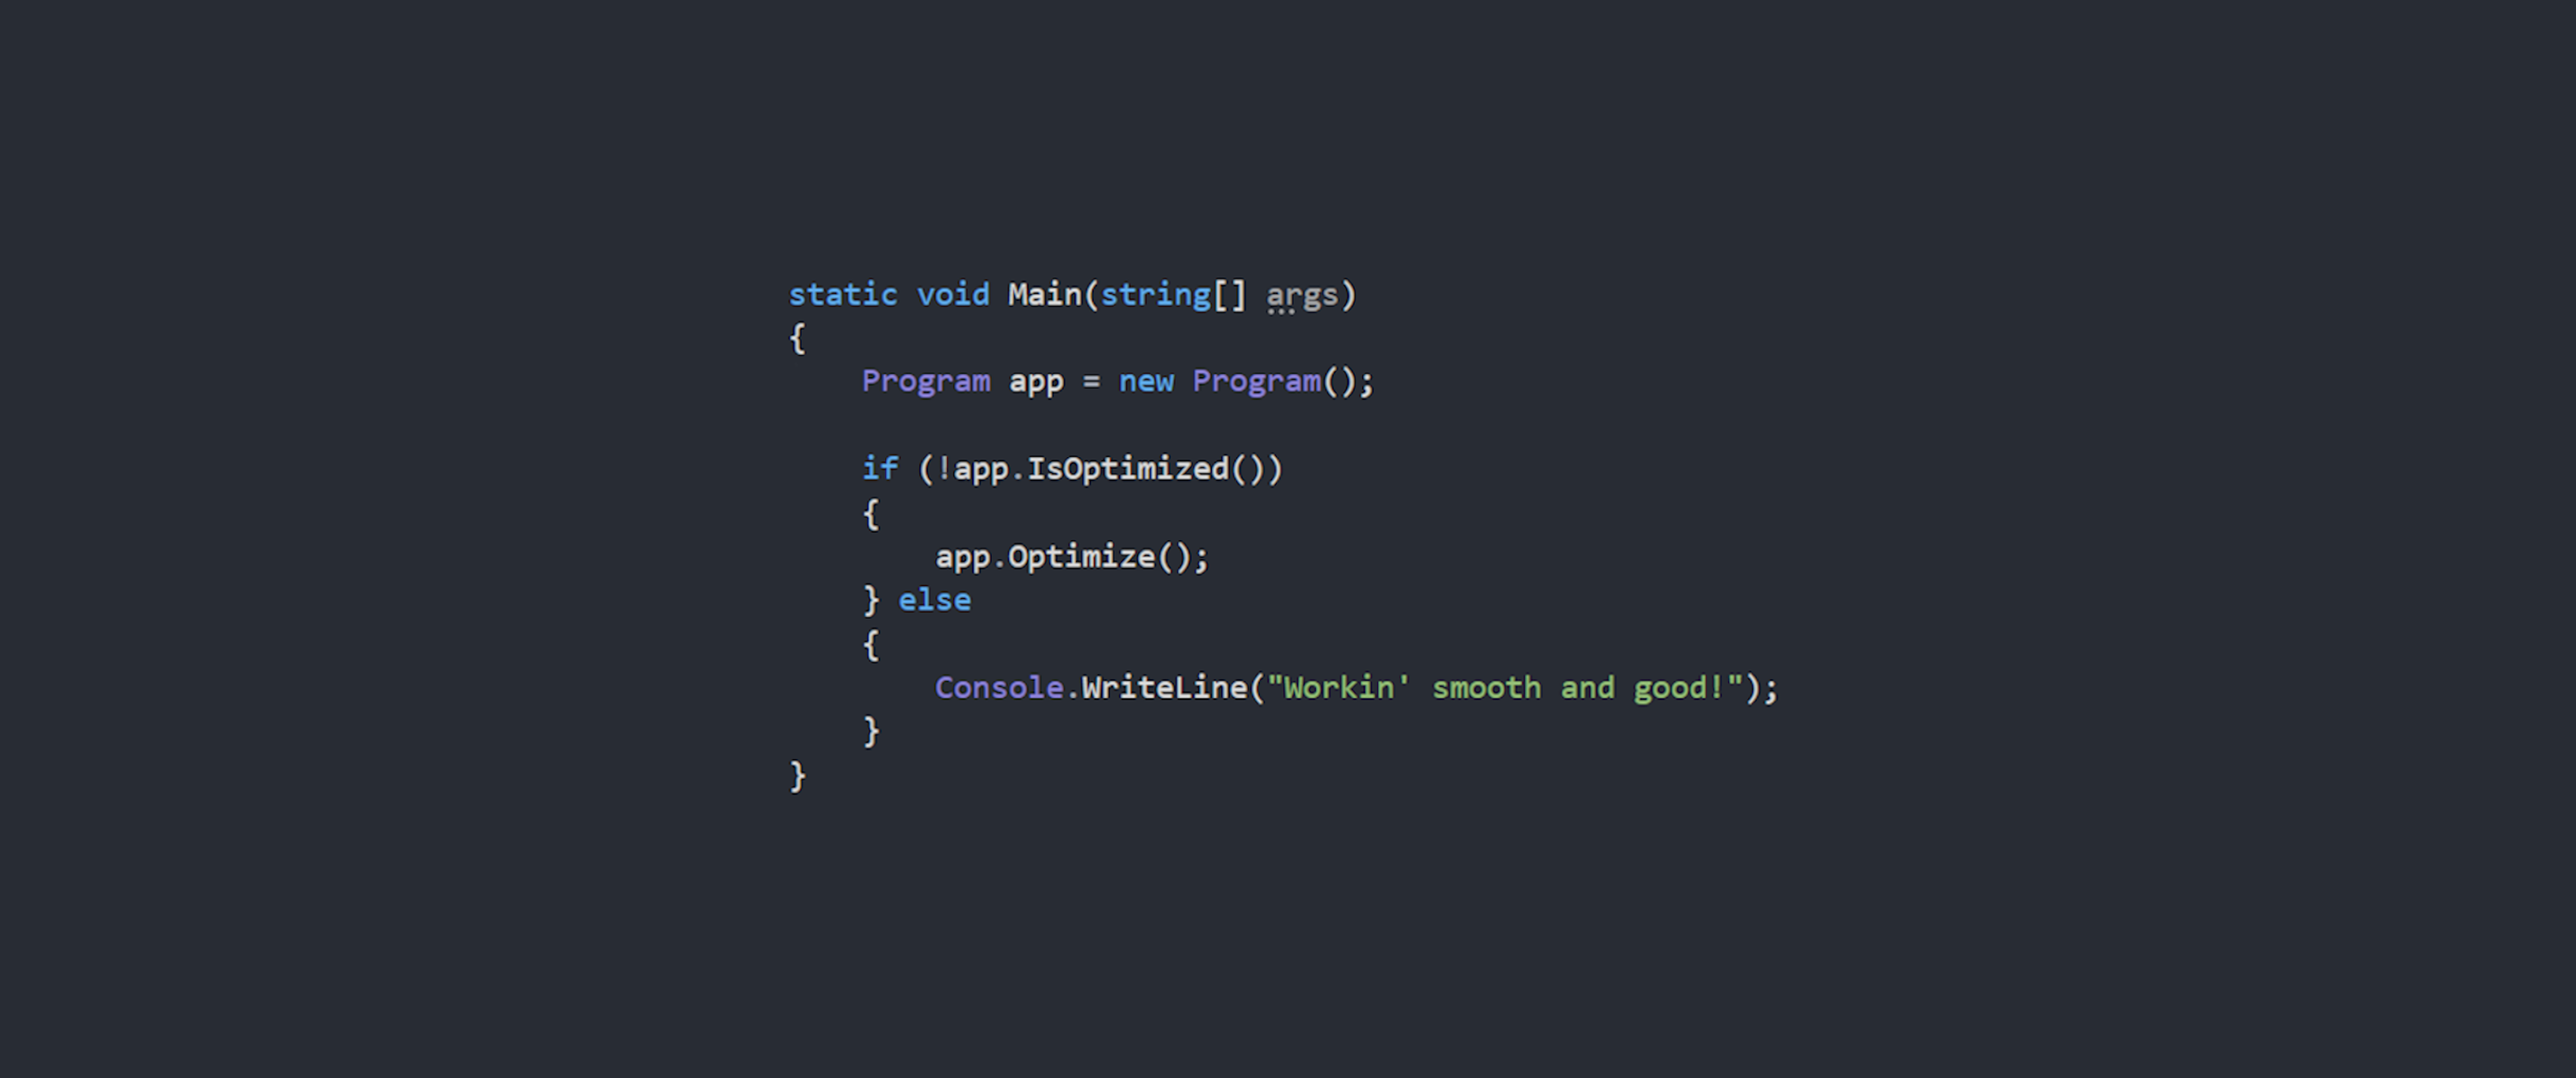 static void Main(string[] args)
{
    Program app = new Program();

    if (!app.IsOptimized())
    {
        app.Optimize();
    } else
    {
        Console.WriteLine("Workin' smooth and good!");
    }
}